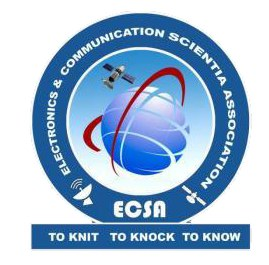 ELECTRONICS & COMMUNICATION SCIENTIA ASSOCIATION
ECSA
TO KNIT TO KNOCK TO KNOW